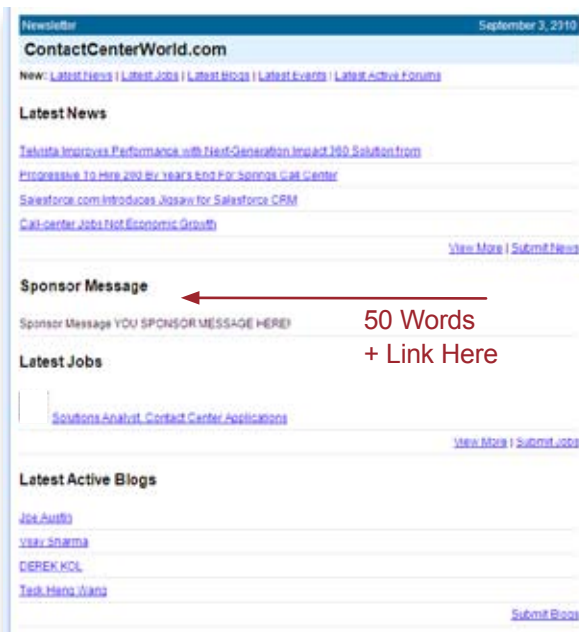 Newsletter September 3, 2010
ContactCenterWorld.com
New: Latest News | Latest Jobs | Latest Blogs | Latest Events | Latest Active Forums
Latest News
Telvista Improves Performance with Next-Generation Impact 360 Solution from
Progressive To Hire 200 By Year's End For Springs Call Center
Salesforce.com Introduces Jigsaw for Salesforce CRM
Call-center Jobs Not Economic Growth
View More | Submit News
Sponsor Message
Sponsor Message YOU SPONSOR MESSAGE HERE!
50 Words
+ Link Here
Latest Jobs
Solutions Analyst, Contact Center Applications
View More | Submit Jobs
Latest Active Blogs
Joe Austin
Vijay Sharma
DEREK KOL
Teck Heng Wang
Submit Blogs